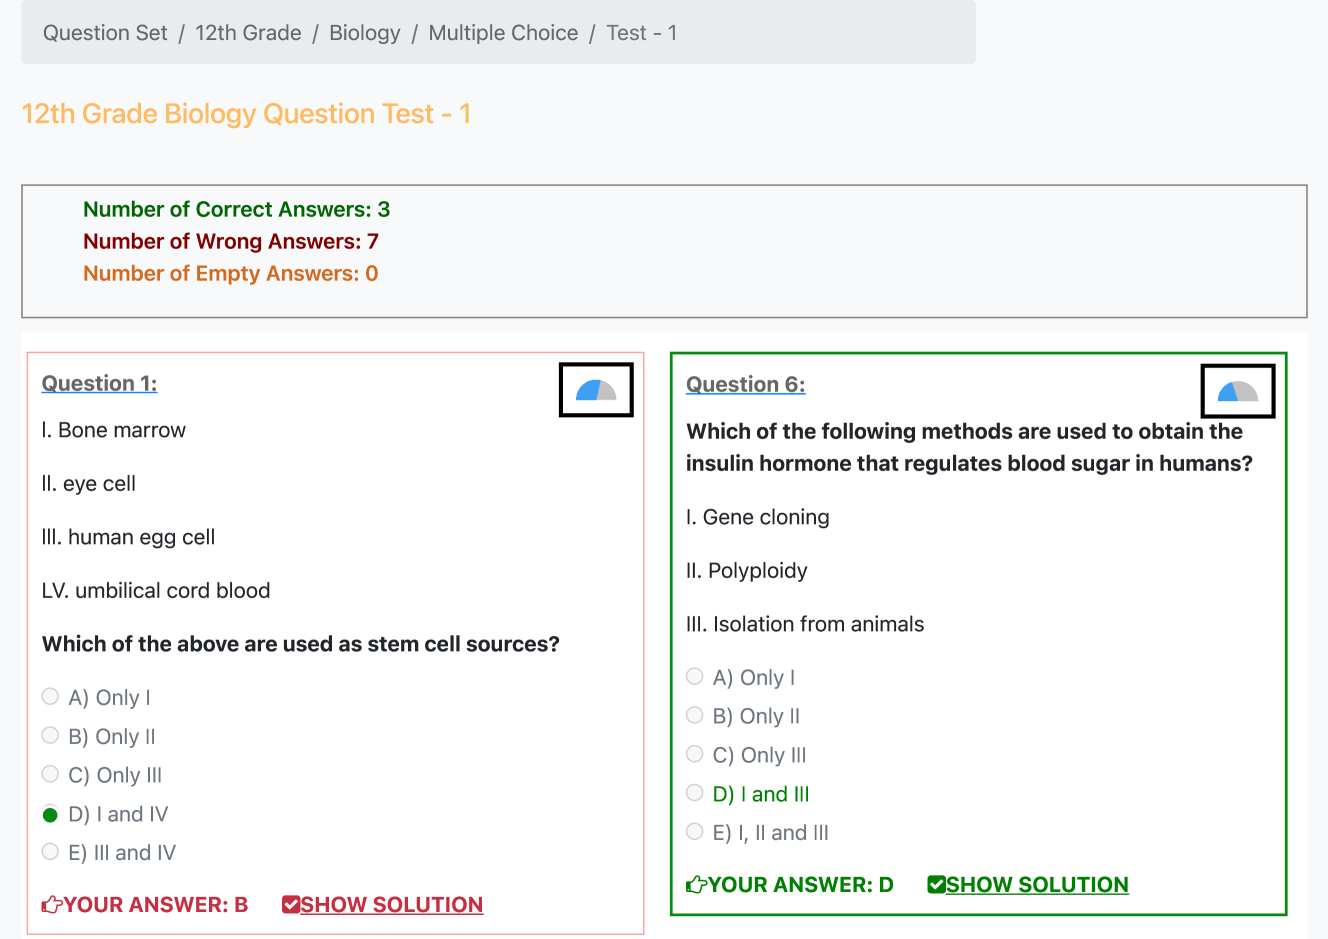 Question Set / 12th Grade / Biology / Multiple Choice / Test - 1
12th Grade Biology Question Test - 1
Number of Correct Answers: 3
Number of Wrong Answers: 7
Number of Empty Answers: 0
Question 1:
I. Bone marrow
II. eye cell
III. human egg cell
LV. umbilical cord blood
Which of the above are used as stem cell sources?
A) Only I
B) Only II
C) Only III
D) I and IV
E) III and IV
YOUR ANSWER: B SHOW SOLUTION
Question 6:
Which of the following methods are used to obtain the
insulin hormone that regulates blood sugar in humans?
I. Gene cloning
II. Polyploidy
III. Isolation from animals
A) Only I
B) Only II
C) Only III
D) I and III
E) I, II and III
YOUR ANSWER: D SHOW SOLUTION